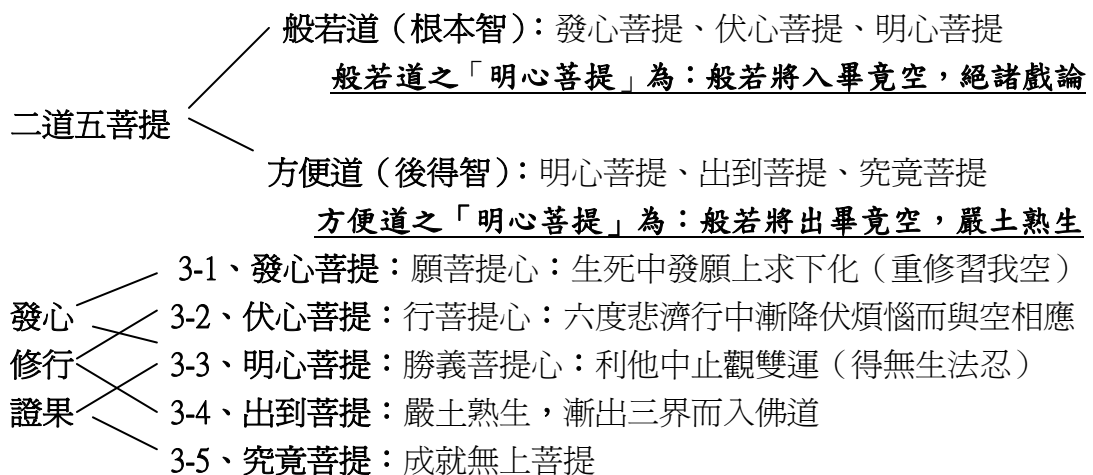 般若道（根本智）：發心菩提、伏心菩提、明心菩提
般若道之「明心菩提」為：般若將入畢竟空，絕諸戲論
二道五菩提
方便道（後得智）：明心菩提、出到菩提、究竟菩提
方便道之「明心菩提」為：般若將出畢竟空，嚴土熟生
3-1、發心菩提：願菩提心：生死中發願上求下化（重修習我空）
發心 3-2、伏心菩提：行菩提心：六度悲濟行中漸降伏煩惱而與空相應
修行 3-3、明心菩提：勝義菩提心：利他中止觀雙運（得無生法忍）
證果 3-4、出到菩提：嚴土熟生，漸出三界而入佛道
3-5、究竟菩提：成就無上菩提